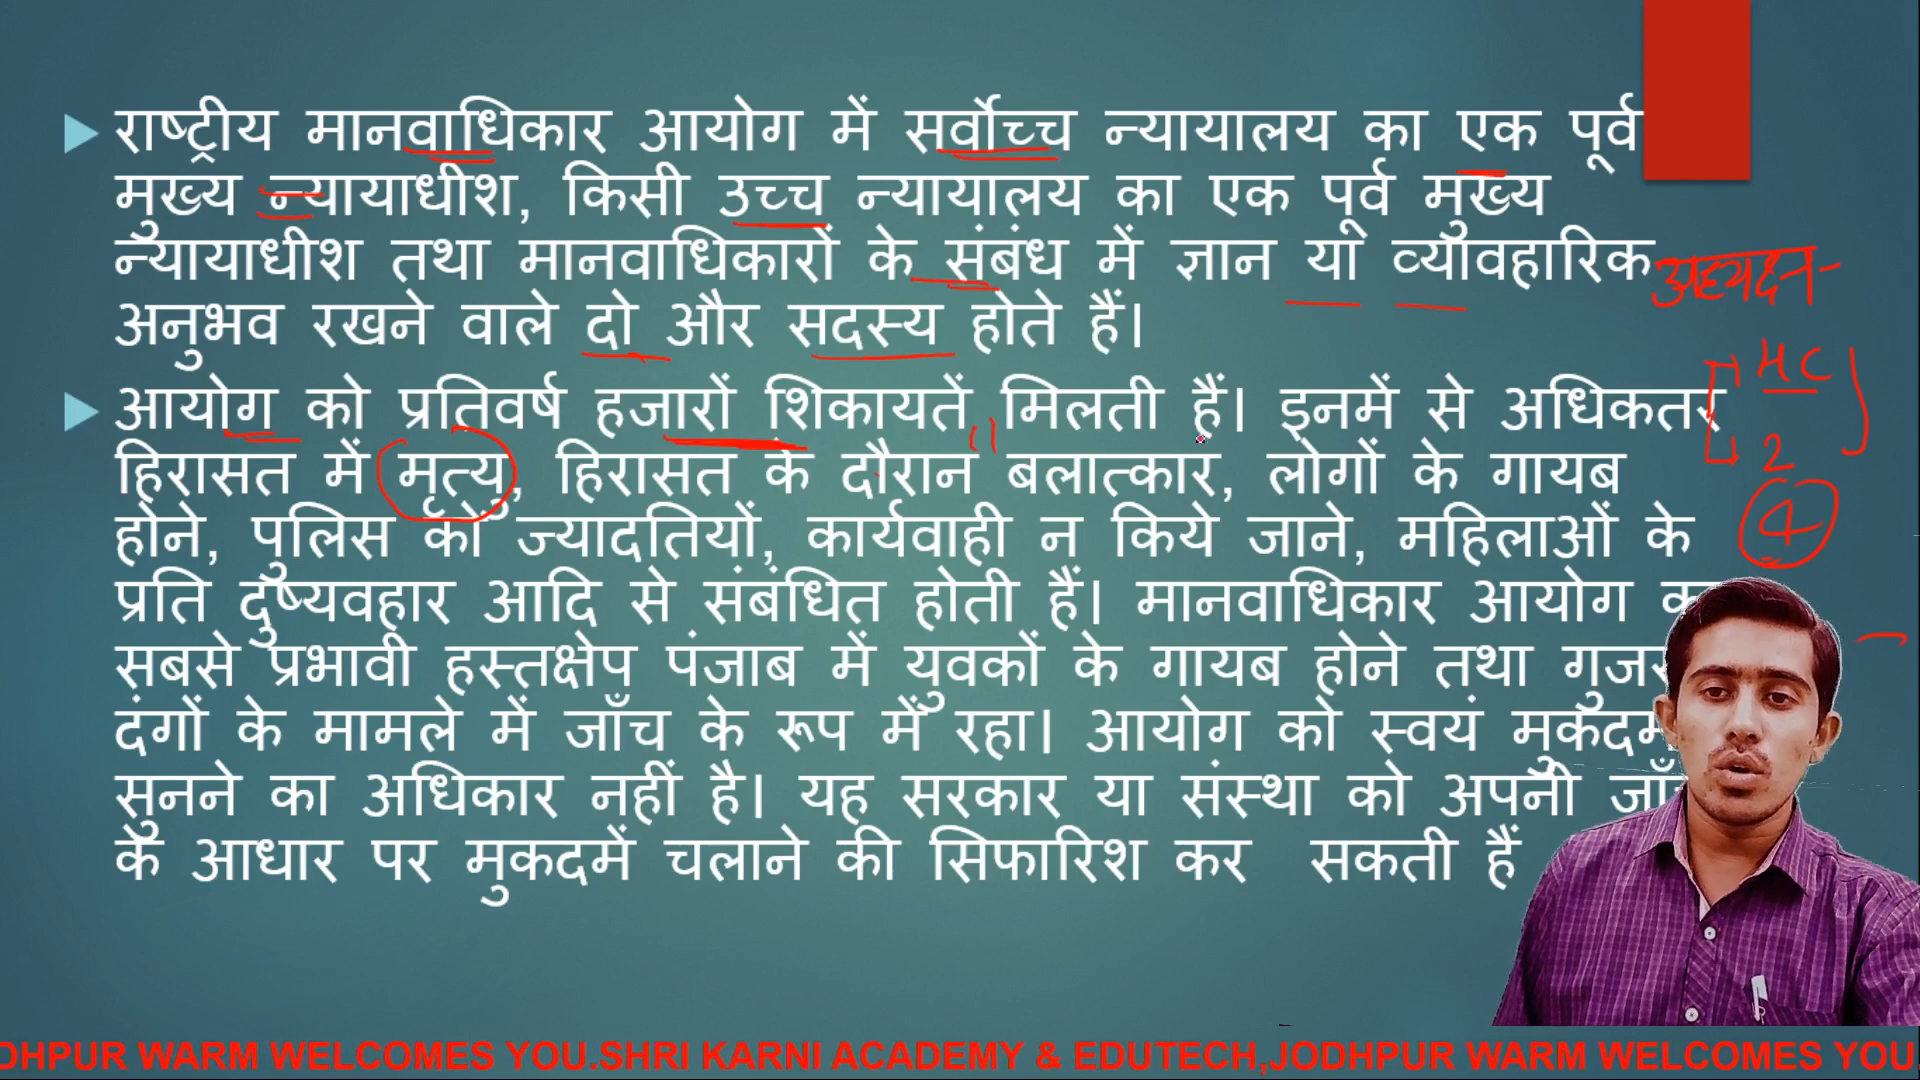 राष्ट्रीय मानवाधिकार आयोग में सर्वोच्च न्यायालय का एक पूर्व
मुख्य न्यायाधीश, किसी उच्च न्यायालय का एक पूर्व मुख्य
न्यायाधीश तथा मानवाधिकारों के संबंध में ज्ञान या व्यावहारिक
अनुभव रखने वाले दो और सदस्य होते हैं।
अध्यक्ष-
HC
2
4
आयोग को प्रतिवर्ष हजारों शिकायतें मिलती हैं। इनमें से अधिकतर
हिरासत में मृत्यु, हिरासत के दौरान बलात्कार, लोगों के गायब
होने, पुलिस की ज्यादतियों, कार्यवाही न किये जाने, महिलाओं के
प्रति दुष्यवहार आदि से संबंधित होती हैं। मानवाधिकार आयोग
सबसे प्रभावी हस्तक्षेप पंजाब में युवकों के गायब होने तथा
दंगों के मामले में जाँच के रूप में रहा। आयोग को स्वयं
सुनने का अधिकार नहीं है। यह सरकार या संस्था को अपनी
के आधार पर मुकदमें चलाने की सिफारिश कर सकती हैं
DHPUR WARM WELCOMES YOU.SHRI KARNI ACADEMY & EDUTECH,JODHPUR WARM WELCOMES YOU